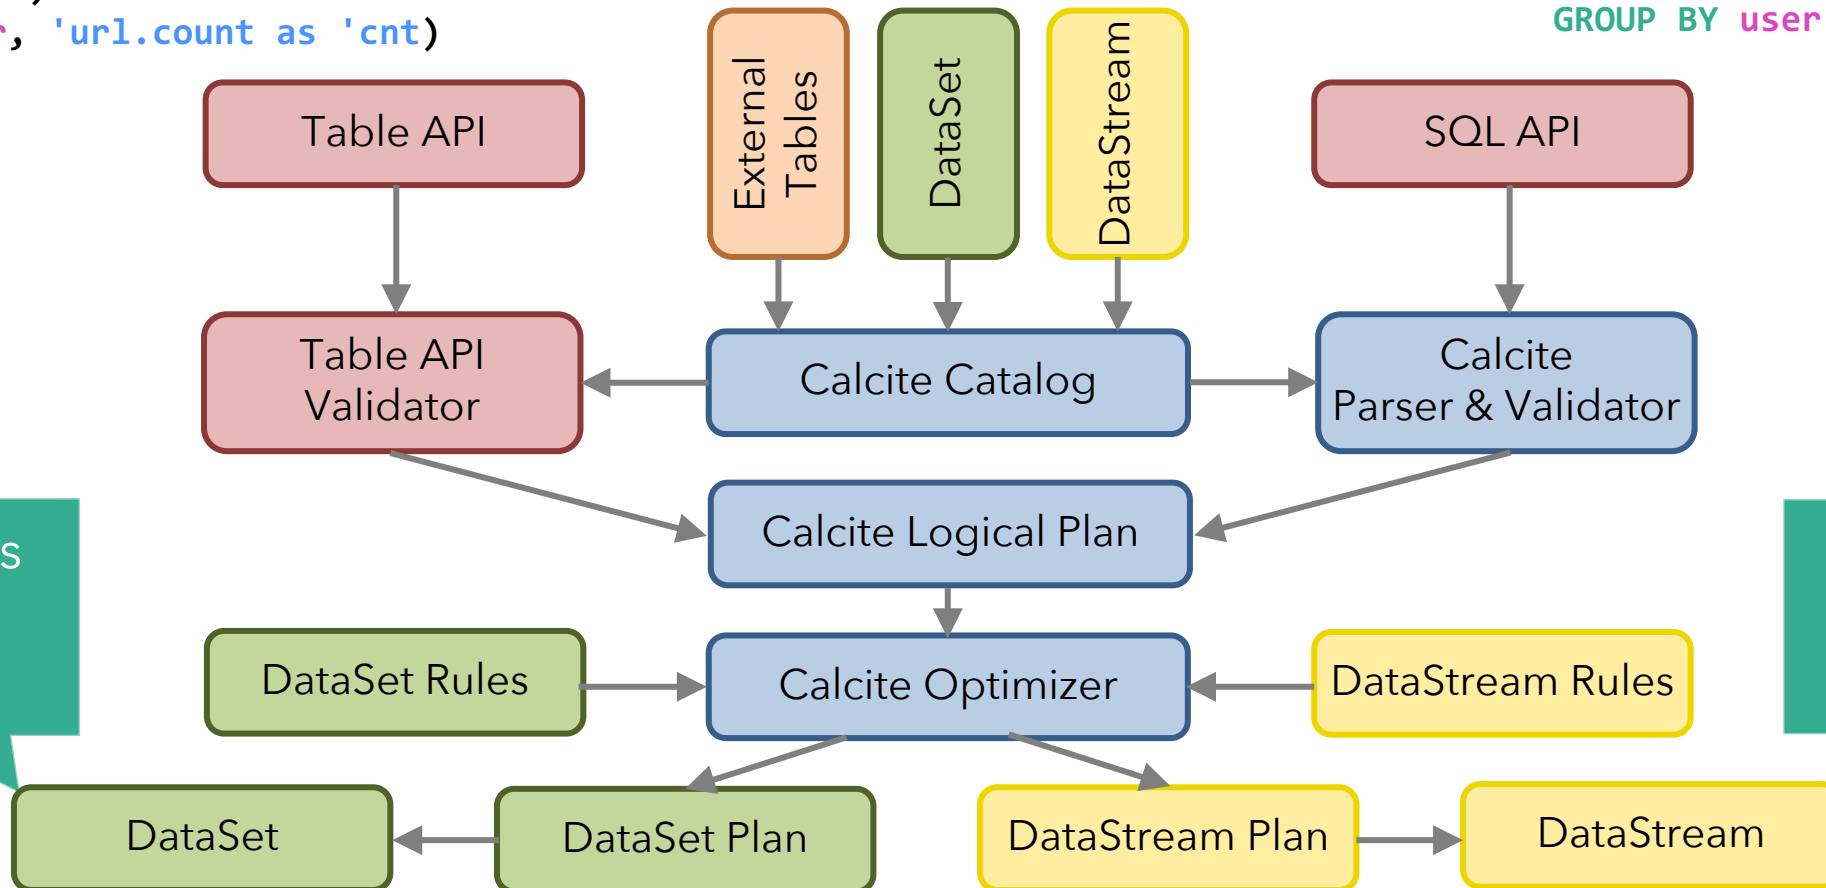 , 'url.count as 'cnt)
GROUP BY user
External
Tables
DataSet
DataStream
Table API
SQL API
Table API
Validator
Calcite Catalog
Calcite
Parser & Validator
Calcite Logical Plan
s
DataSet Rules
Calcite Optimizer
DataStream Rules
DataSet
DataSet Plan
DataStream Plan
DataStream